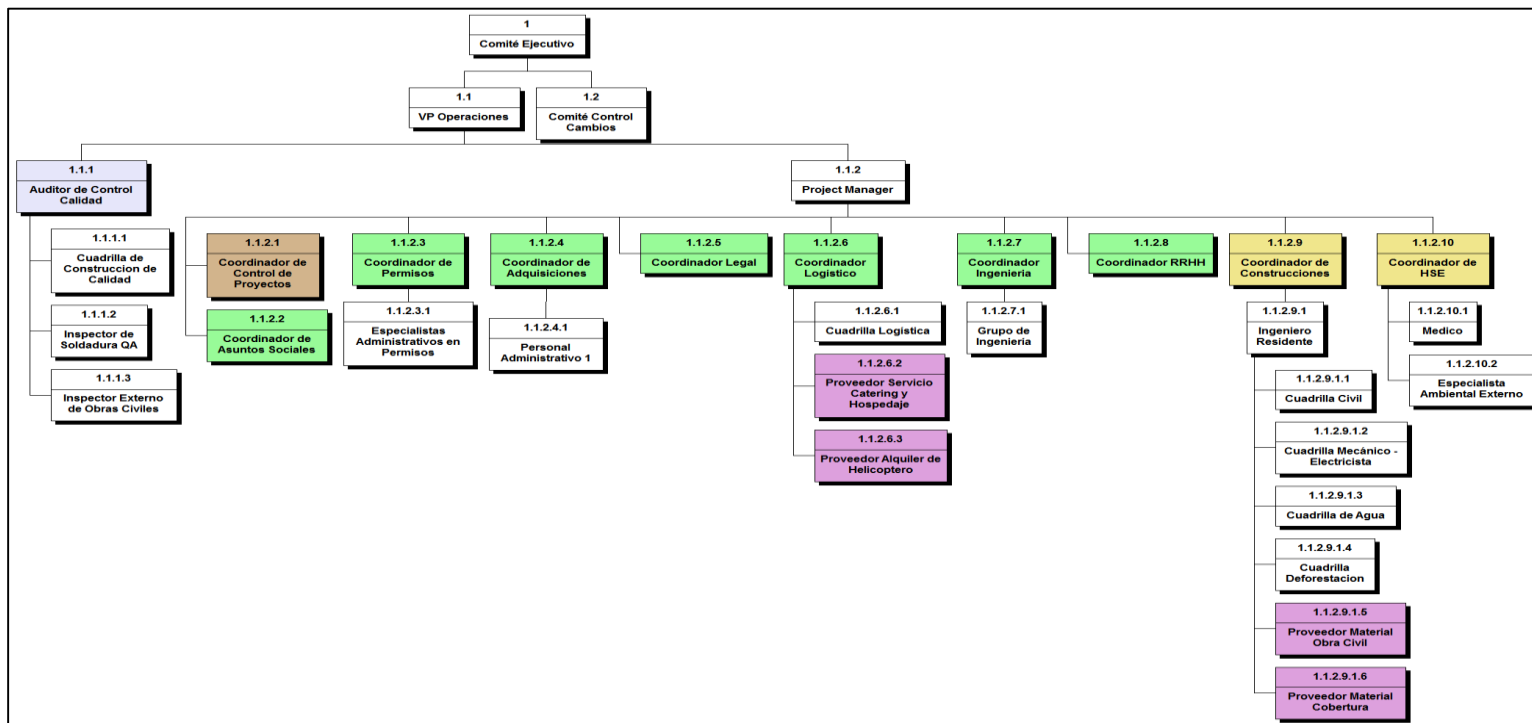 1
Comité Ejecutivo
1.1
VP Operaciones
1.2
Comité Control
Cambios
1.1.1
Auditor de Control
Calidad
1.1.2
Project Manager
1.1.1.1
Cuadrilla de
Construccion de
Calidad
1.1.1.2
Inspector de
Soldadura QA
1.1.1.3
Inspector Externo
de Obras Civiles
1.1.2.1
Coordinador de
Control de
Proyectos
1.1.2.2
Coordinador de
Asuntos Sociales
1.1.2.3
Coordinador de
Permisos
1.1.2.3.1
Especialistas
Administrativos en
Permisos
1.1.2.4
Coordinador de
Adquisiciones
1.1.2.4.1
Personal
Administrativo 1
1.1.2.5
Coordinador Legal
1.1.2.6
Coordinador
Logístico
1.1.2.6.1
Cuadrilla Logística
1.1.2.6.2
Proveedor Servicio
Catering y
Hospedaje
1.1.2.6.3
Proveedor Alquiler de
Helicoptero
1.1.2.7
Coordinador
Ingenieria
1.1.2.7.1
Grupo de
Ingenieria
1.1.2.8
Coordinador RRHH
1.1.2.9
Coordinador de
Construcciones
1.1.2.9.1
Ingeniero
Residente
1.1.2.9.1.1
Cuadrilla Civil
1.1.2.9.1.2
Cuadrilla Mecánico -
Electricista
1.1.2.9.1.3
Cuadrilla de Agua
1.1.2.9.1.4
Cuadrilla
Deforestacion
1.1.2.9.1.5
Proveedor Material
Obra Civil
1.1.2.9.1.6
Proveedor Material
Cobertura
1.1.2.10
Coordinador de
HSE
1.1.2.10.1
Medico
1.1.2.10.2
Especialista
Ambiental Externo